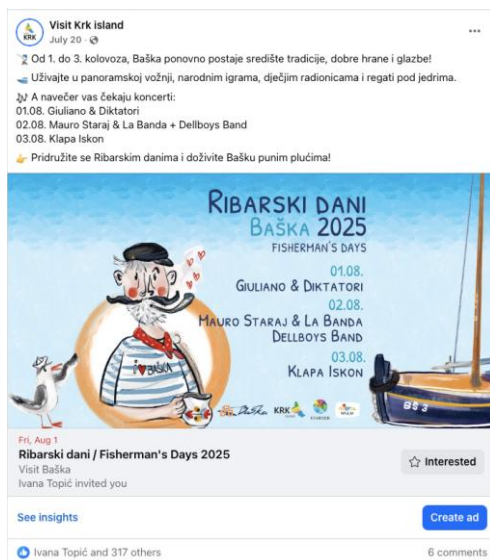 Visit Krk island
July 20 ·
Od 1. do 3. kolovoza, Baška ponovno postaje središte tradicije, dobre hrane i glazbe!
Uživajte u panoramskoj vožnji, narodnim igrama, dječjim radionicama i regati pod jedrima.
A navečer vas čekaju koncerti:
01.08. Giuliano & Diktatori
02.08. Mauro Staraj & La Banda + Dellboys Band
03.08. Klapa Iskon
Pridružite se Ribarskim danima i doživite Bašku punim plućima!
RIBARSKI DANI
BAŠKA 2025
FISHERMAN'S DAYS
01.08.
GIULIANO & DIKTATORI
02.08.
MAURO STARAJ & LA BANDA
DELLBOYS BAND
03.08.
KLAPA ISKON
I ♥ BAŠKA
Baška
KRK
BŠ 3
Fri, Aug 1
Ribarski dani / Fisherman's Days 2025
Visit Baška
Ivana Topić invited you
Interested
See insights
Create ad
Ivana Topić and 317 others
6 comments